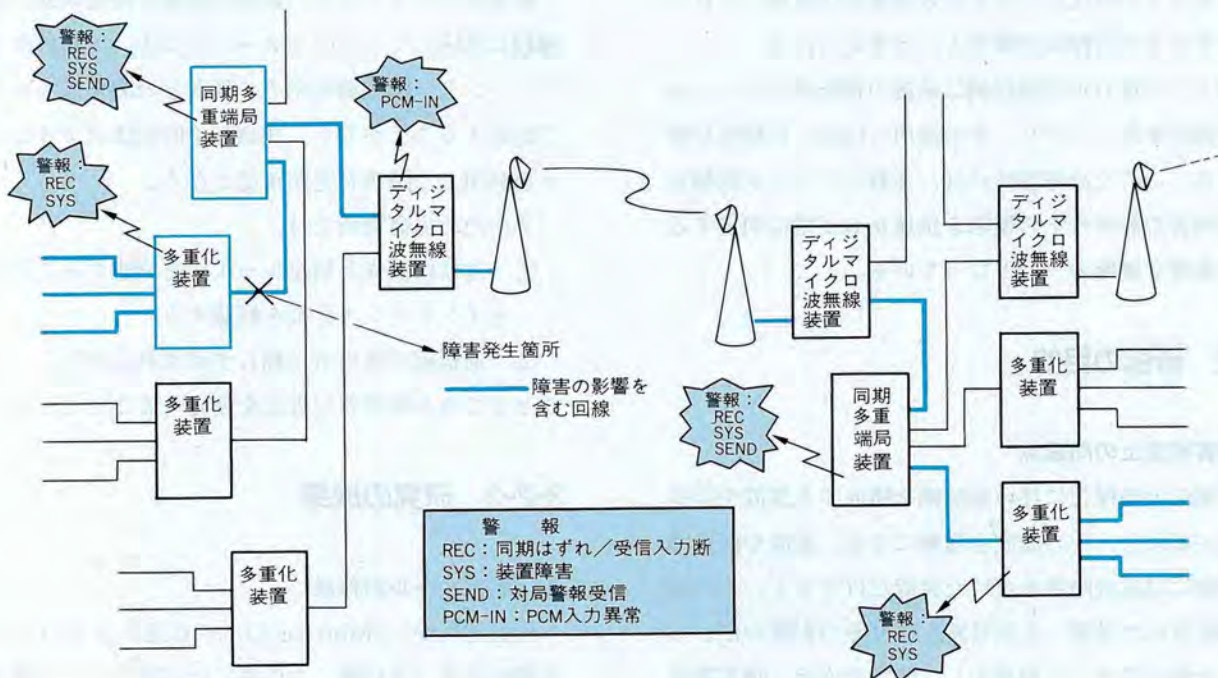 警報：
REC
SYS
SEND
同期多
重端局
装置
警報：
PCM-IN
警報：
REC
SYS
多重化
装置
ディジ
タルマ
イクロ
波無線
装置
障害発生箇所
障害の影響を
含む回線
多重化
装置
多重化
装置
ディジ
タルマ
イクロ
波無線
装置
ディジ
タルマ
イクロ
波無線
装置
警報：
REC
SYS
SEND
同期
多重
端局
装置
多重化
装置
多重化
装置
警報：
REC
SYS
警　報
REC：同期はずれ／受信入力断
SYS：装置障害
SEND：対局警報受信
PCM-IN：PCM入力異常